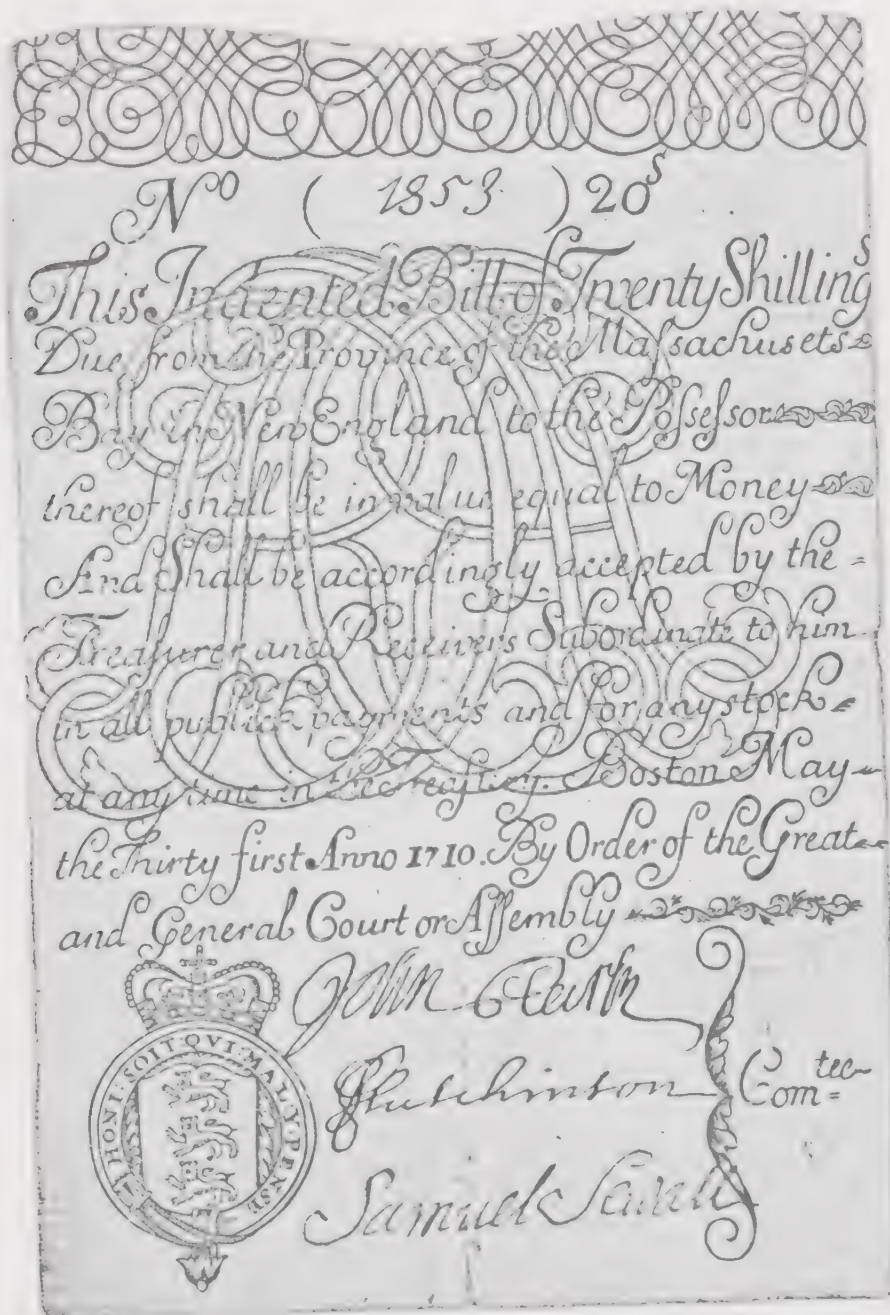 No ( 1853 ) 20s
This Indented Bill of Twenty Shillings
Due from the Province of the Massachusets
Bay in New England to the Possessor
thereof shall be in value equal to Money
And Shall be accordingly accepted by the =
Treasurer and Receivers Subordinate to him
in all publick payments and for any stock
at any time in the Treasury. Boston May
the Thirty first Anno 1710. By Order of the Great
and General Court or Assembly
John Clark
Hutchinson
Samuel Sewall
Comtee
HONI·SOIT·QVI·MAL·Y·PENSE